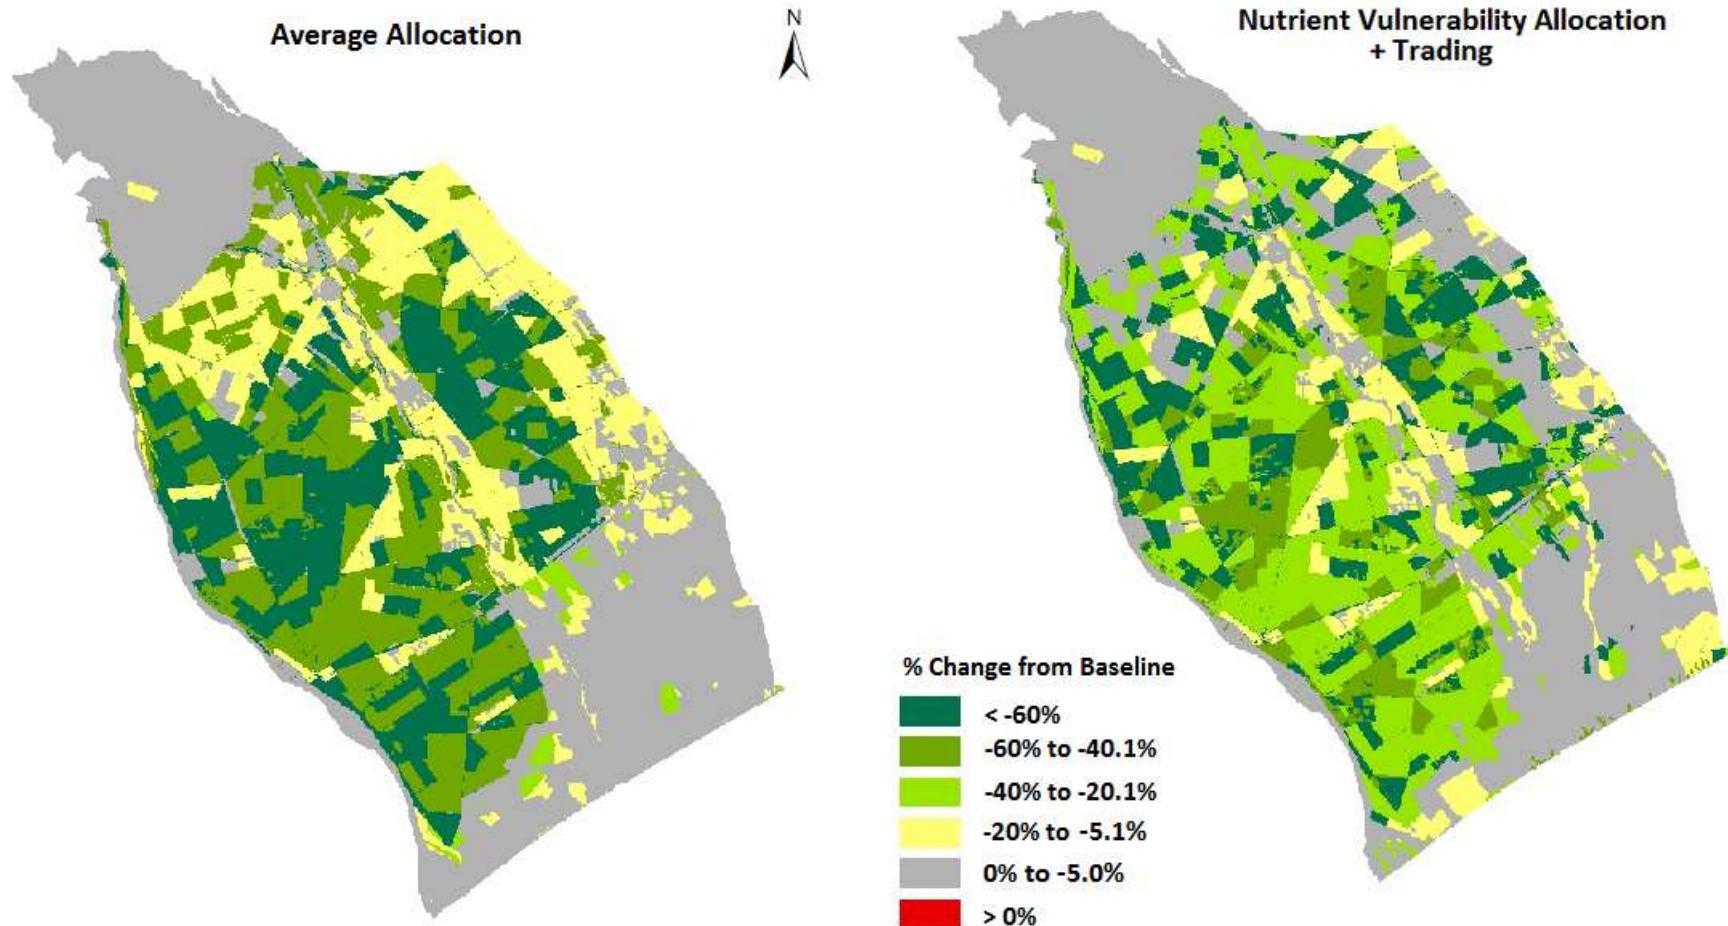 Average Allocation
N
Nutrient Vulnerability Allocation
+ Trading
% Change from Baseline
< -60%
-60% to -40.1%
-40% to -20.1%
-20% to -5.1%
0% to -5.0%
> 0%